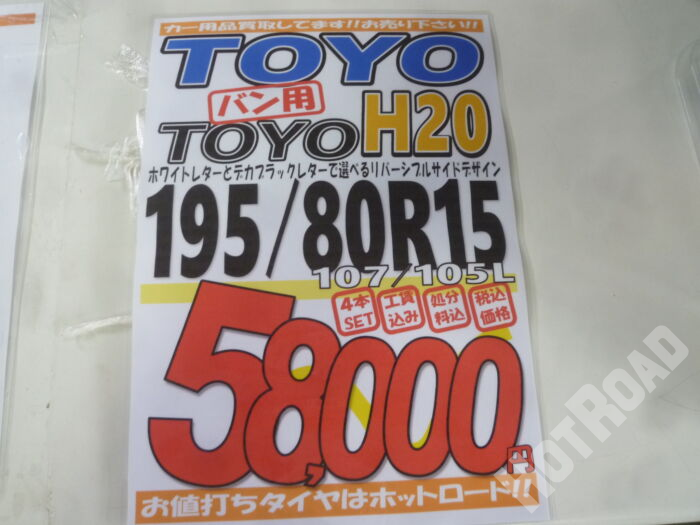 カー用品買取してます!!お売り下さい!!
TOYO
バン用
TOYO H20
ホワイトレターとデカブラックレターで選べるリバーシブルサイドデザイン
195/80R15
107/105L
4本SET 工賃込み 処分料込 税込価格
58,000円
お値打ちタイヤはホットロード!!
HOTROAD